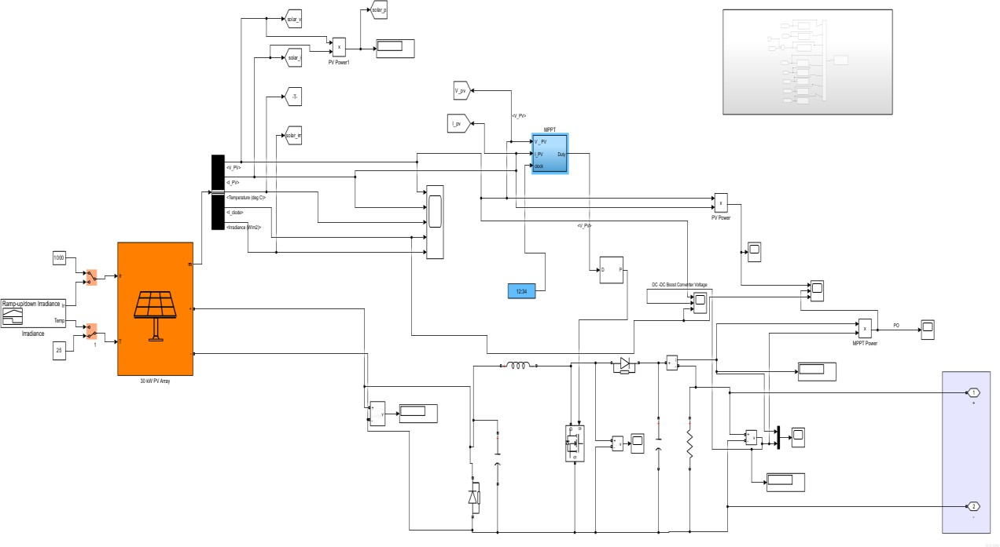 solar_v
solar_p
x
PV Power1
solar_i
-T-
solar_irr
V_pv
I_pv
<V_PV>
MPPT
V_PV
I_PV
clock
Duty
<V_PV>
<I_PV>
<Temperature (deg C)>
<I_diode>
<Irradiance (W/m2)>
x
PV Power
<V_PV>
m
1000
Ir
Ramp-up/down Irradiance
Ir
Temp
Irradiance
25
1
T
+
-
30 kW PV Array
12:34
D
P
DC -DC Boost Converter Voltage
x
MPPT Power
PO
+
-
v
+
-
v
+
-
v
1
+
2
-